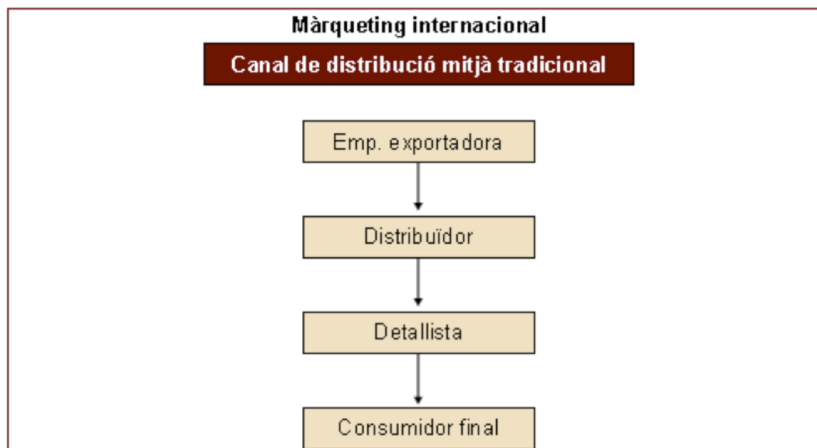 Màrqueting internacional
Canal de distribució mitjà tradicional
Emp. exportadora
Distribuïdor
Detallista
Consumidor final